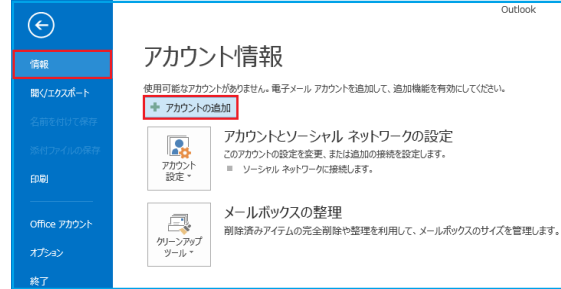 Outlook
情報
開く/エクスポート
名前を付けて保存
添付ファイルの保存
印刷
Office アカウント
オプション
終了
アカウント情報
使用可能なアカウントがありません。電子メール アカウントを追加して、追加機能を有効にしてください。
アカウントの追加
アカウント
設定
アカウントとソーシャル ネットワークの設定
このアカウントの設定を変更、または追加の接続を設定します。
ソーシャル ネットワークに接続します。
クリーンアップ
ツール
メールボックスの整理
削除済みアイテムの完全削除や整理を利用して、メールボックスのサイズを管理します。